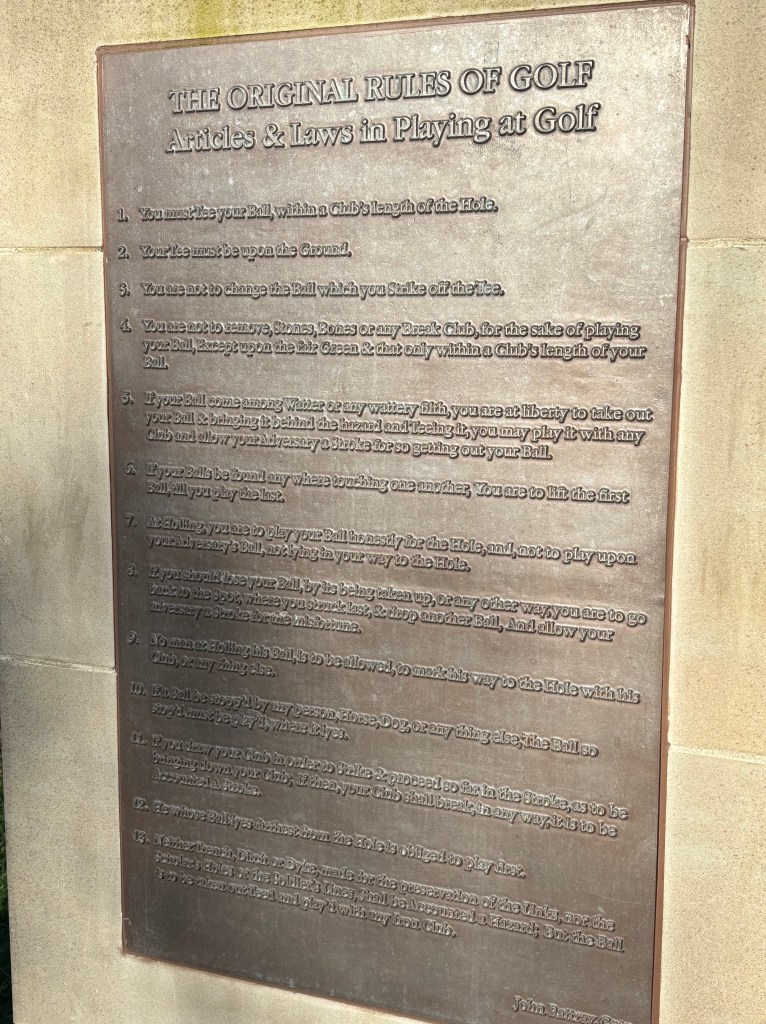 THE ORIGINAL RULES OF GOLF
Articles & Laws in Playing at Golf
1. You must Tee your Ball, within a Club's length of the Hole.
2. Your Tee must be upon the Ground.
3. You are not to change the Ball which you Strike off the Tee.
4. You are not to remove, Stones, Bones or any Break Club, for the sake of playing
your Ball, Except upon the fair Green & that only within a Club's length of your
Ball.
5. If your Ball come among Watter or any wattery filth, you are at liberty to take out
your Ball & bringing it behind the hazard and Teeing it, you may play it with any
Club and allow your Adversary a Stroke for so getting out your Ball.
6. If your Balls be found any where touching one another, You are to lift the first
Ball, till you play the last.
7. At Holling, you are to play your Ball honestly for the Hole, and, not to play upon
your Adversary's Ball, not lying in your way to the Hole.
8. If you should lose your Ball, by its being taken up, or any other way, you are to go
back to the Spot, where you struck last, & drop another Ball, And allow your
adversary a Stroke for the misfortune.
9. No man at Holling his Ball, is to be allowed, to mark his way to the Hole with his
Club, or any thing else.
10. If a Ball be stopp'd by any person, Horse, Dog, or any thing else, The Ball so
stop'd must be play'd, where it lyes.
11. If you draw your Club in order to Strike & proceed so far in the Stroke, as to be
bringing down your Club; If then, your Club shall break, in any way, it is to be
Accounted A Stroke.
12. He whose Ball lyes farthest from the Hole is obliged to play first.
13. Neither Trench, Ditch or Dyke, made for the preservation of the Links, nor the
Scholar's Holes or the Soldier's Lines, Shall be Accounted a Hazard; But the Ball
is to be taken out Teed and play'd with any Iron Club.
John Rattray